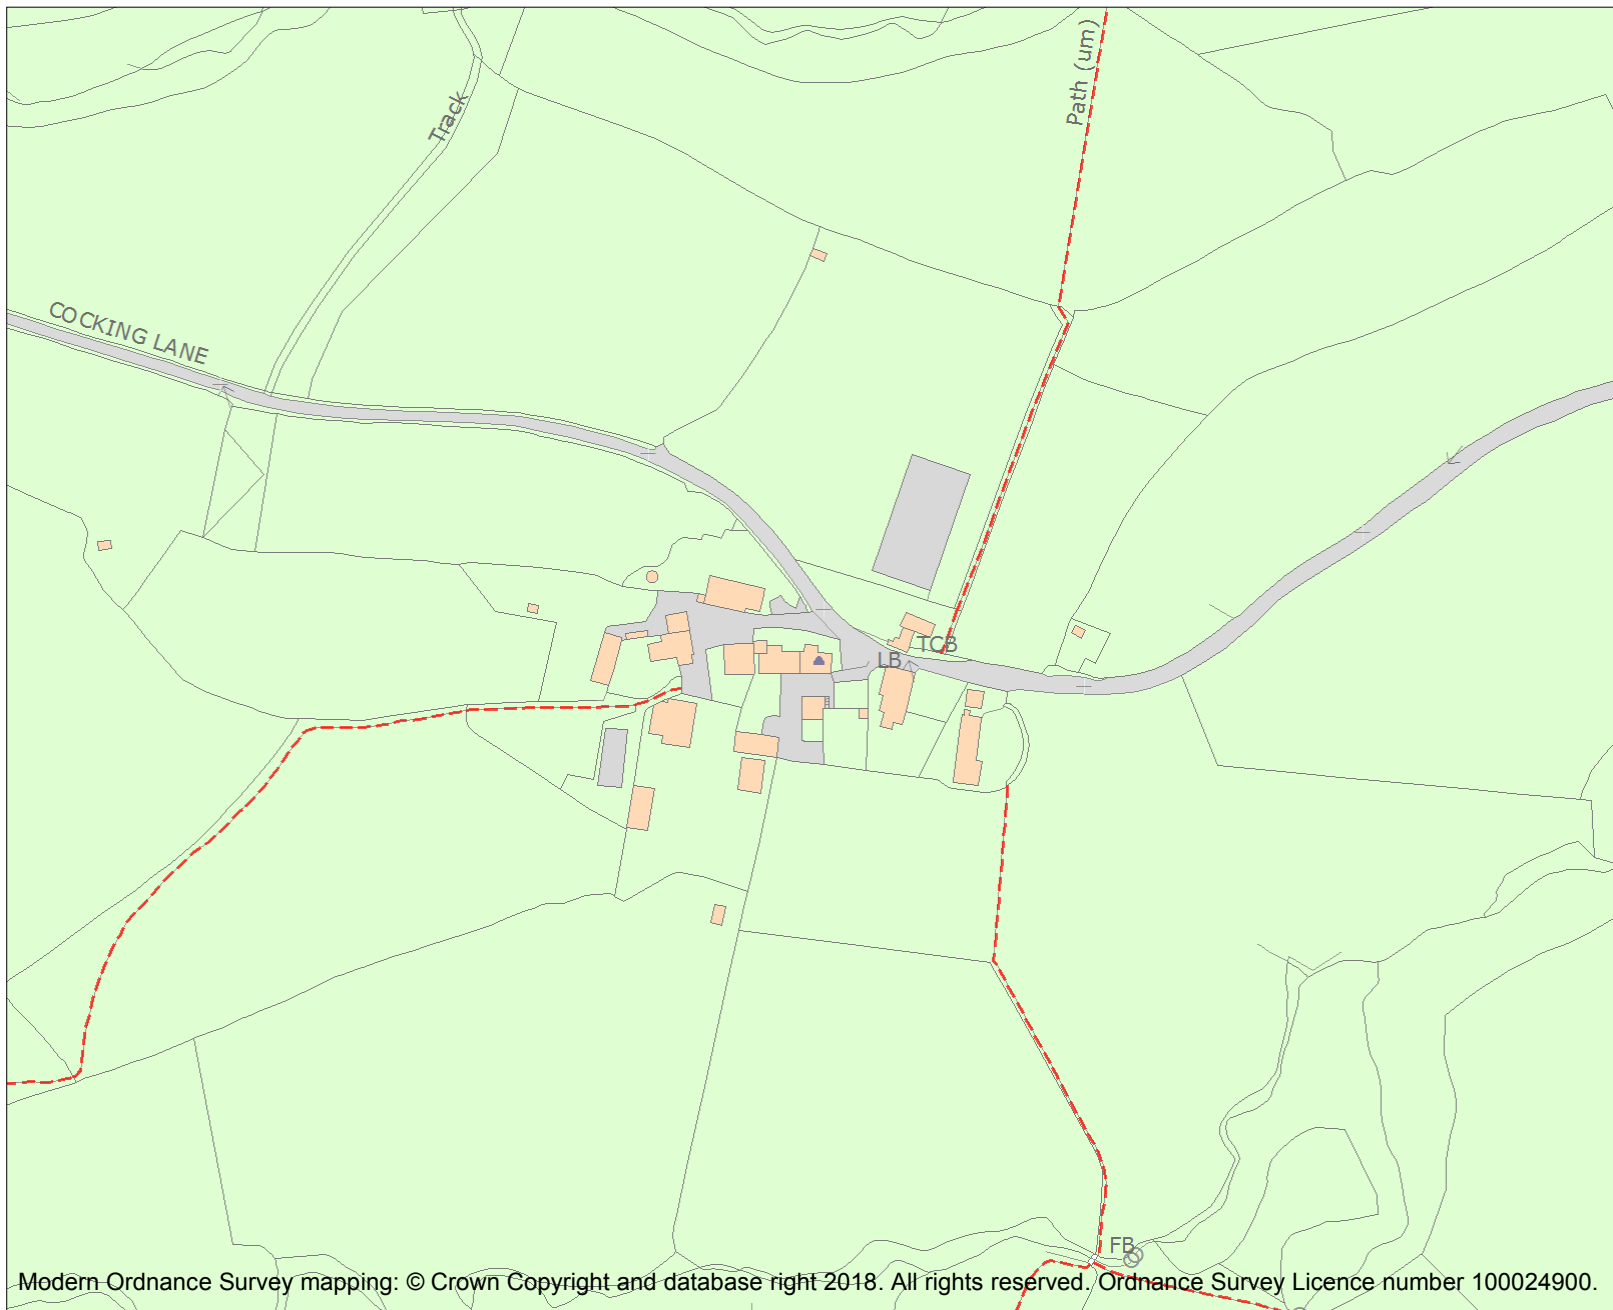 Path (um)
Track
COCKING LANE
TCB
LB
FB
Modern Ordnance Survey mapping: © Crown Copyright and database right 2018. All rights reserved. Ordnance Survey Licence number 100024900.